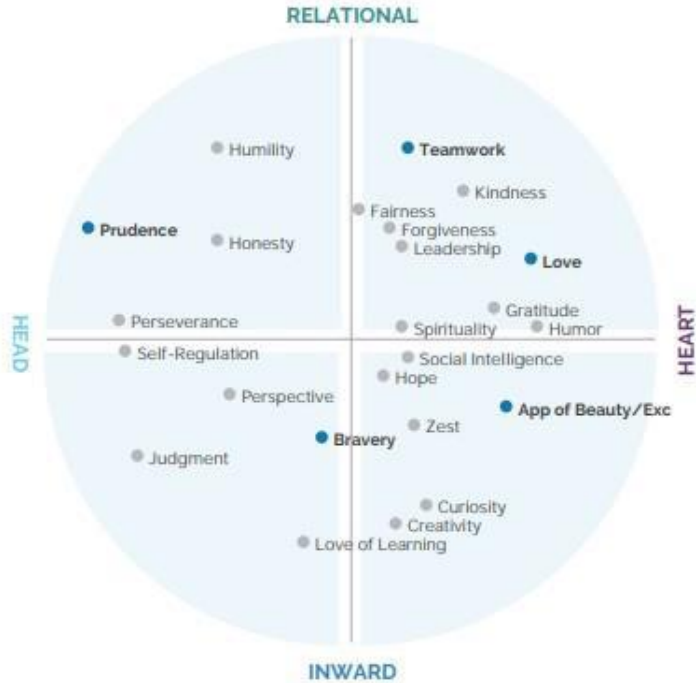 RELATIONAL
Humility
Teamwork
Kindness
Fairness
Prudence
Forgiveness
Honesty
Leadership
Love
Gratitude
Perseverance
Spirituality
Humor
HEAD
HEART
Self-Regulation
Social Intelligence
Hope
Perspective
App of Beauty/Exc
Zest
Bravery
Judgment
Curiosity
Creativity
Love of Learning
INWARD